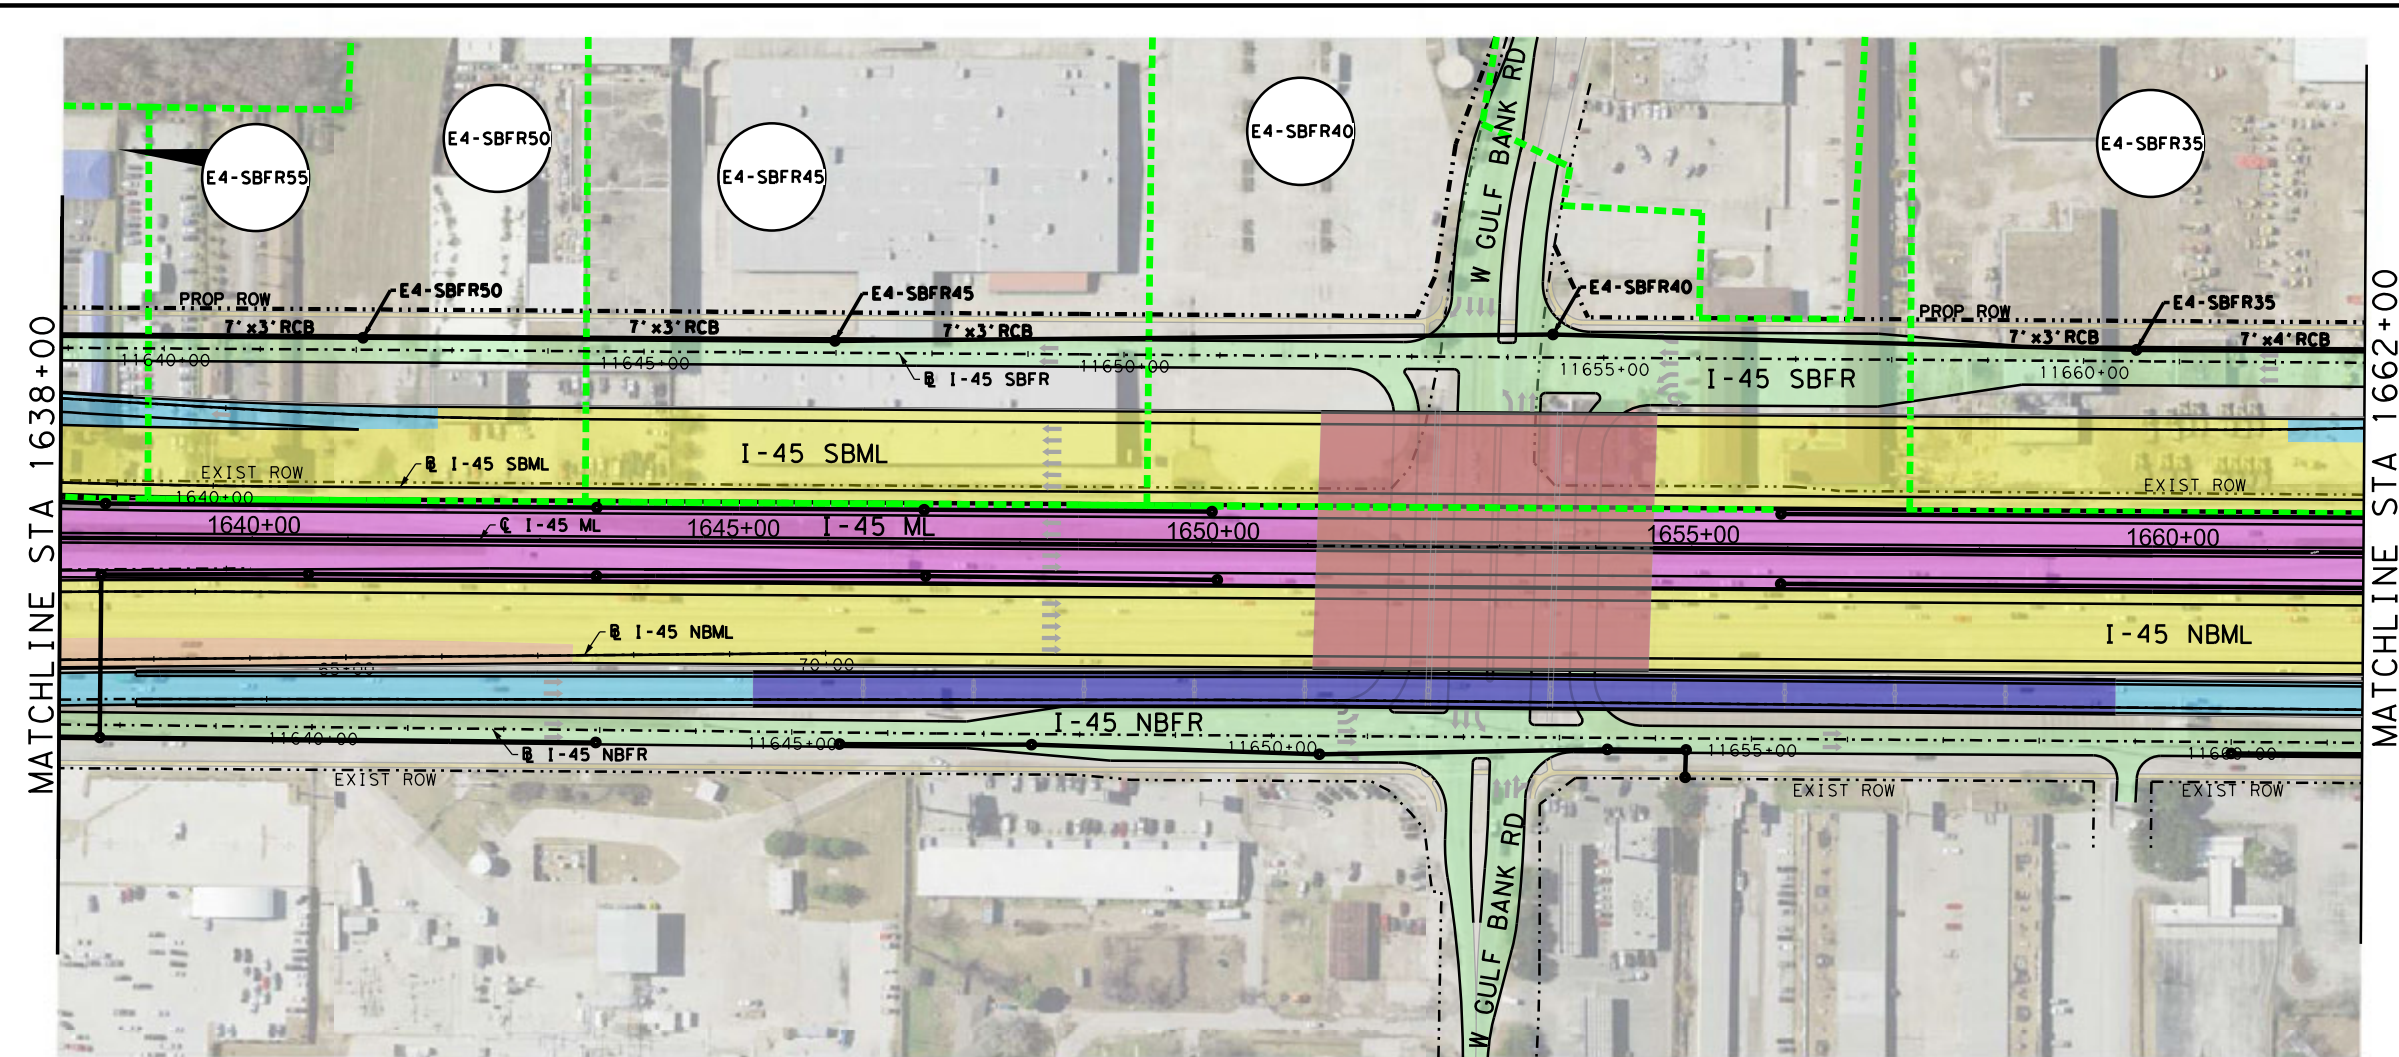 W GULF BANK RD
E4-SBFR55
E4-SBFR50
E4-SBFR45
E4-SBFR40
E4-SBFR35
PROP ROW
E4-SBFR50
E4-SBFR45
E4-SBFR40
PROP ROW
E4-SBFR35
7'x3'RCB
7'x3'RCB
7'x3'RCB
7'x3'RCB
7'x4'RCB
11640+00
11645+00
11650+00
11655+00
11660+00
I-45 SBFR
I-45 SBFR
MATCHLINE STA 1638+00
MATCHLINE STA 1662+00
I-45 SBML
I-45 SBML
EXIST ROW
EXIST ROW
1640+00
1640+00
I-45 ML
1645+00
I-45 ML
1650+00
1655+00
1660+00
I-45 NBML
I-45 NBML
70+00
I-45 NBFR
11640+00
11645+00
11650+00
11655+00
I-45 NBFR
EXIST ROW
EXIST ROW
EXIST ROW
W GULF BANK RD